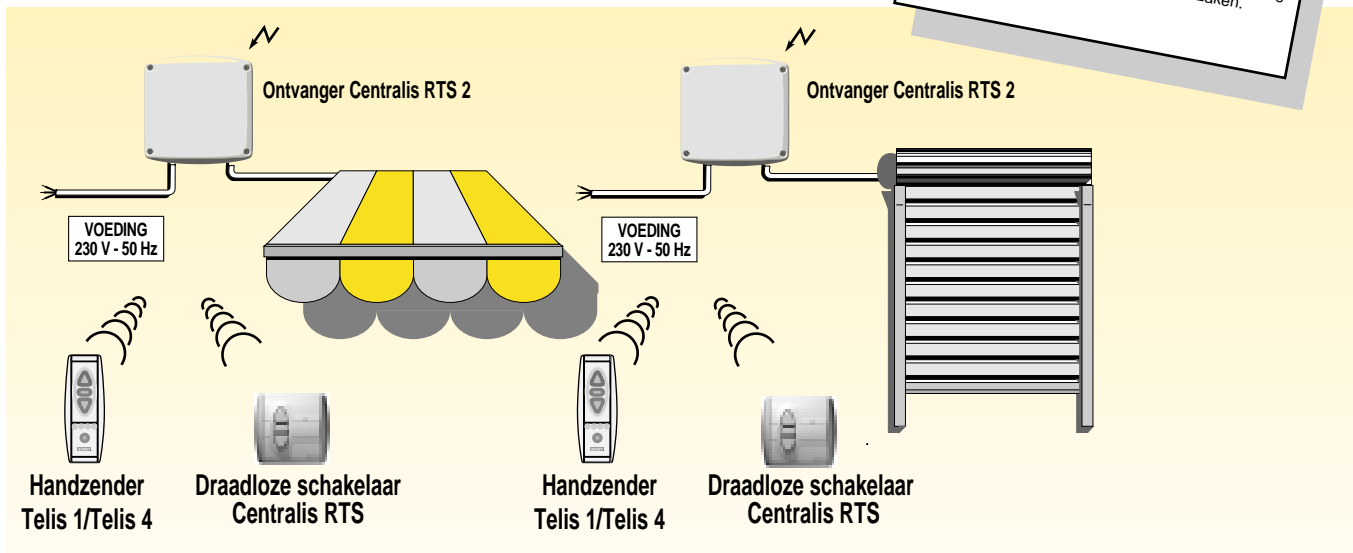 zaken.
Ontvanger Centralis RTS 2
Ontvanger Centralis RTS 2
VOEDING
230 V - 50 Hz
VOEDING
230 V - 50 Hz
Handzender
Telis 1/Telis 4
Draadloze schakelaar
Centralis RTS
Handzender
Telis 1/Telis 4
Draadloze schakelaar
Centralis RTS